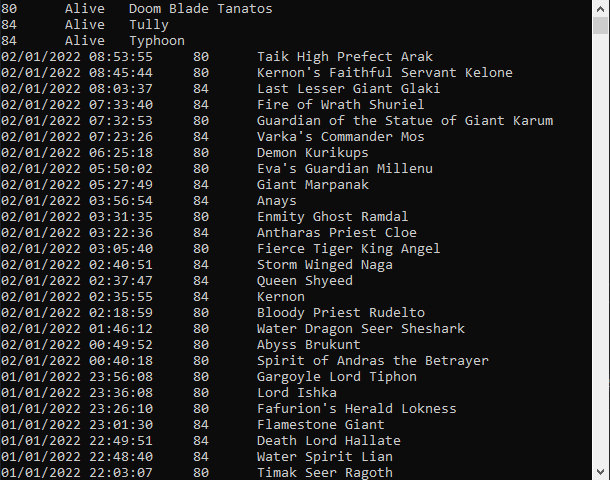 80      Alive   Doom Blade Tanatos
84      Alive   Tully
84      Alive   Typhoon
02/01/2022 08:53:55     80      Taik High Prefect Arak
02/01/2022 08:45:44     80      Kernon's Faithful Servant Kelone
02/01/2022 08:03:37     84      Last Lesser Giant Glaki
02/01/2022 07:33:40     84      Fire of Wrath Shuriel
02/01/2022 07:32:53     80      Guardian of the Statue of Giant Karum
02/01/2022 07:23:26     84      Varka's Commander Mos
02/01/2022 06:25:18     80      Demon Kurikups
02/01/2022 05:50:02     80      Eva's Guardian Millenu
02/01/2022 05:27:49     84      Giant Marpanak
02/01/2022 03:56:54     84      Anays
02/01/2022 03:31:35     80      Enmity Ghost Ramdal
02/01/2022 03:22:36     84      Antharas Priest Cloe
02/01/2022 03:05:40     80      Fierce Tiger King Angel
02/01/2022 02:40:51     84      Storm Winged Naga
02/01/2022 02:37:47     84      Queen Shyeed
02/01/2022 02:35:55     84      Kernon
02/01/2022 02:18:59     80      Bloody Priest Rudelto
02/01/2022 01:46:12     80      Water Dragon Seer Sheshark
02/01/2022 00:49:52     80      Abyss Brukunt
02/01/2022 00:40:18     80      Spirit of Andras the Betrayer
01/01/2022 23:56:08     80      Gargoyle Lord Tiphon
01/01/2022 23:36:08     80      Lord Ishka
01/01/2022 23:26:10     80      Fafurion's Herald Lokness
01/01/2022 23:01:30     84      Flamestone Giant
01/01/2022 22:49:51     84      Death Lord Hallate
01/01/2022 22:48:40     84      Water Spirit Lian
01/01/2022 22:03:07     80      Timak Seer Ragoth